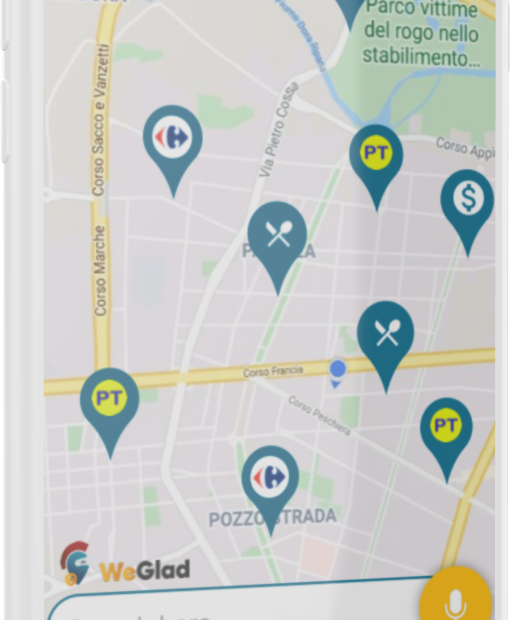 Parco vittime
del rogo nello
stabilimento...
Corso Sacco e Vanzetti
Via Pietro Cossa
PT
Corso Appi
$
Corso Marche
Corso Francia
PT
Corso Peschiera
PT
POZZO STRADA
WeGlad